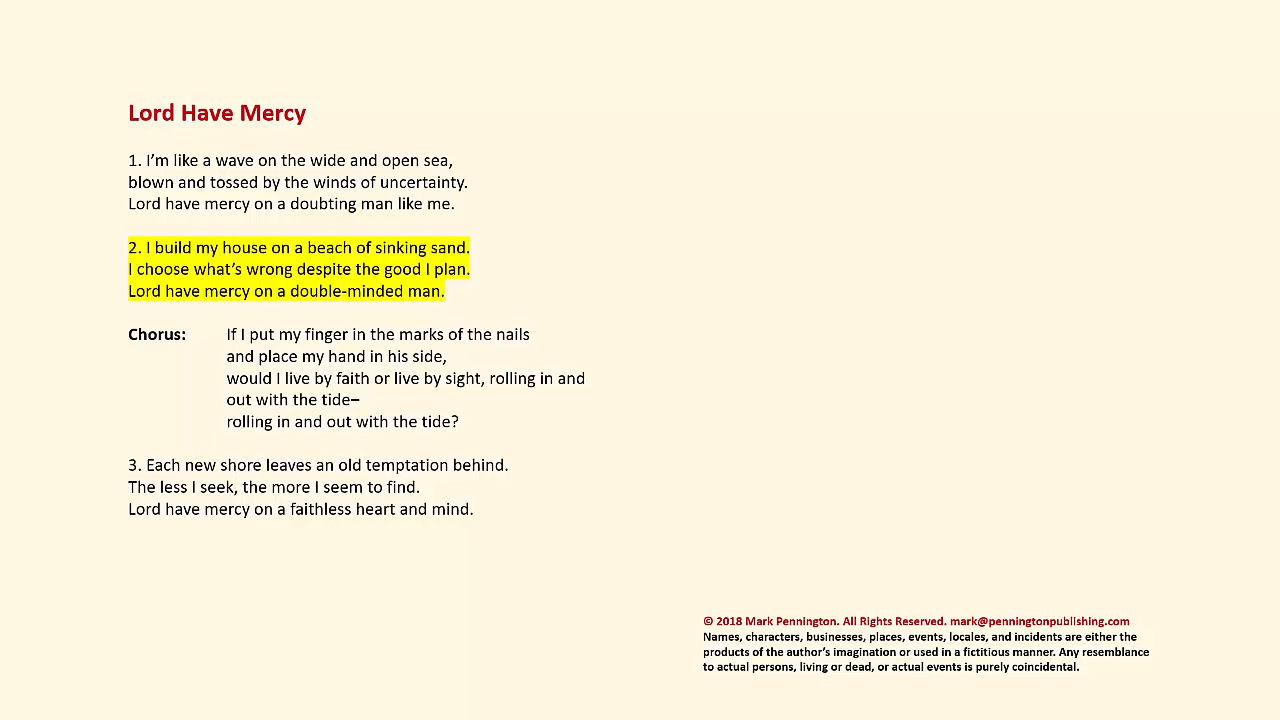 Lord Have Mercy
1. I’m like a wave on the wide and open sea,
blown and tossed by the winds of uncertainty.
Lord have mercy on a doubting man like me.
2. I build my house on a beach of sinking sand.
I choose what’s wrong despite the good I plan.
Lord have mercy on a double-minded man.
Chorus: If I put my finger in the marks of the nails
and place my hand in his side,
would I live by faith or live by sight, rolling in and
out with the tide–
rolling in and out with the tide?
3. Each new shore leaves an old temptation behind.
The less I seek, the more I seem to find.
Lord have mercy on a faithless heart and mind.
© 2018 Mark Pennington. All Rights Reserved. mark@penningtonpublishing.com
Names, characters, businesses, places, events, locales, and incidents are either the
products of the author’s imagination or used in a fictitious manner. Any resemblance
to actual persons, living or dead, or actual events is purely coincidental.